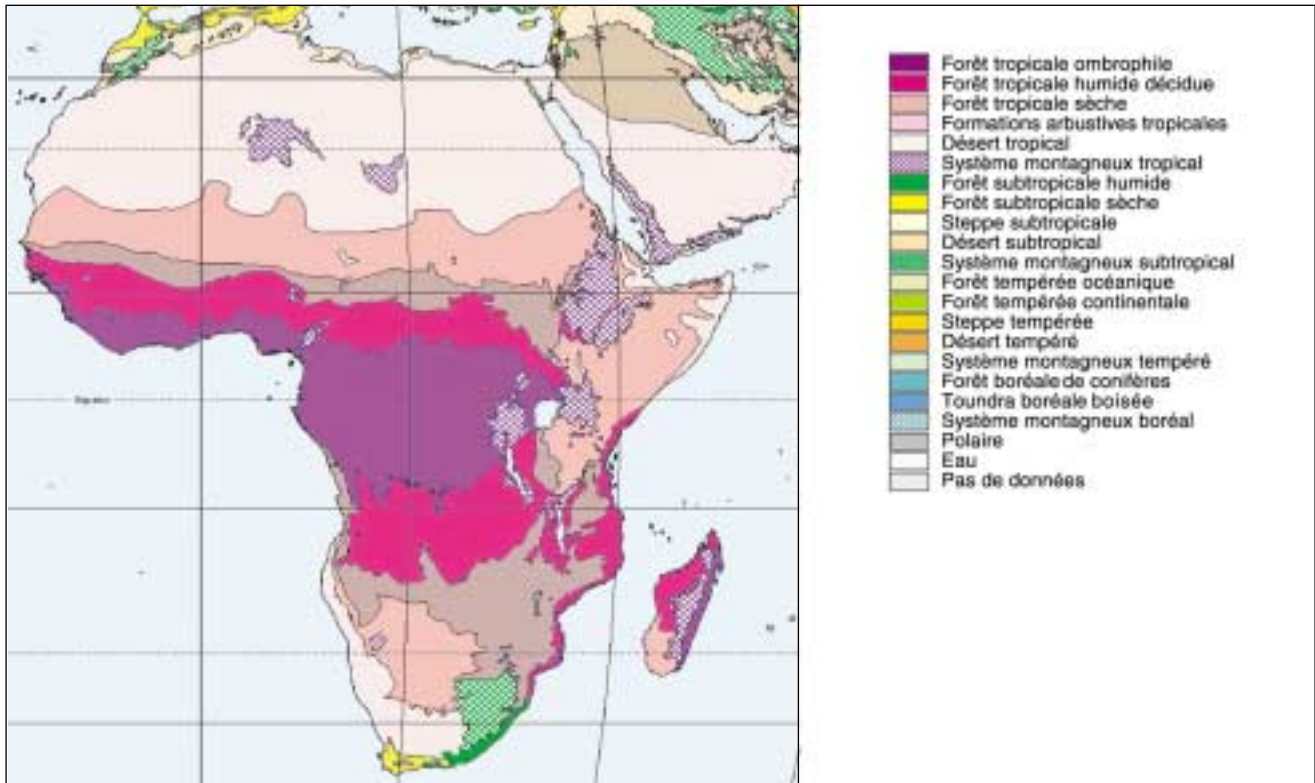 Forêt tropicale ombrophile
Forêt tropicale humide décidue
Forêt tropicale sèche
Formations arbustives tropicales
Désert tropical
Système montagneux tropical
Forêt subtropicale humide
Forêt subtropicale sèche
Steppe subtropicale
Désert subtropical
Système montagneux subtropical
Forêt tempérée océanique
Forêt tempérée continentale
Steppe tempérée
Désert tempéré
Système montagneux tempéré
Forêt boréale de conifères
Toundra boréale boisée
Système montagneux boréal
Polaire
Eau
Pas de données